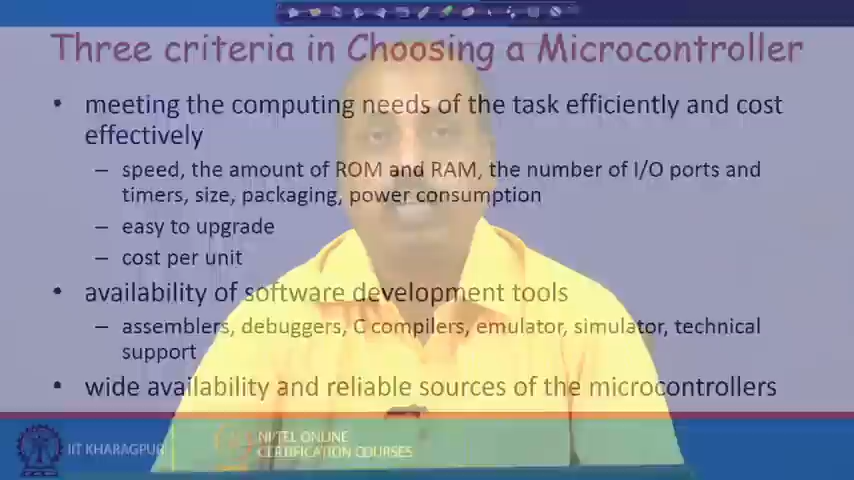 Three criteria in Choosing a Microcontroller
• meeting the computing needs of the task efficiently and cost
effectively
– speed, the amount of ROM and RAM, the number of I/O ports and
timers, size, packaging, power consumption
– easy to upgrade
– cost per unit
• availability of software development tools
– assemblers, debuggers, C compilers, emulator, simulator, technical
support
• wide availability and reliable sources of the microcontrollers
IIT KHARAGPUR
NPTEL ONLINE
CERTIFICATION COURSES